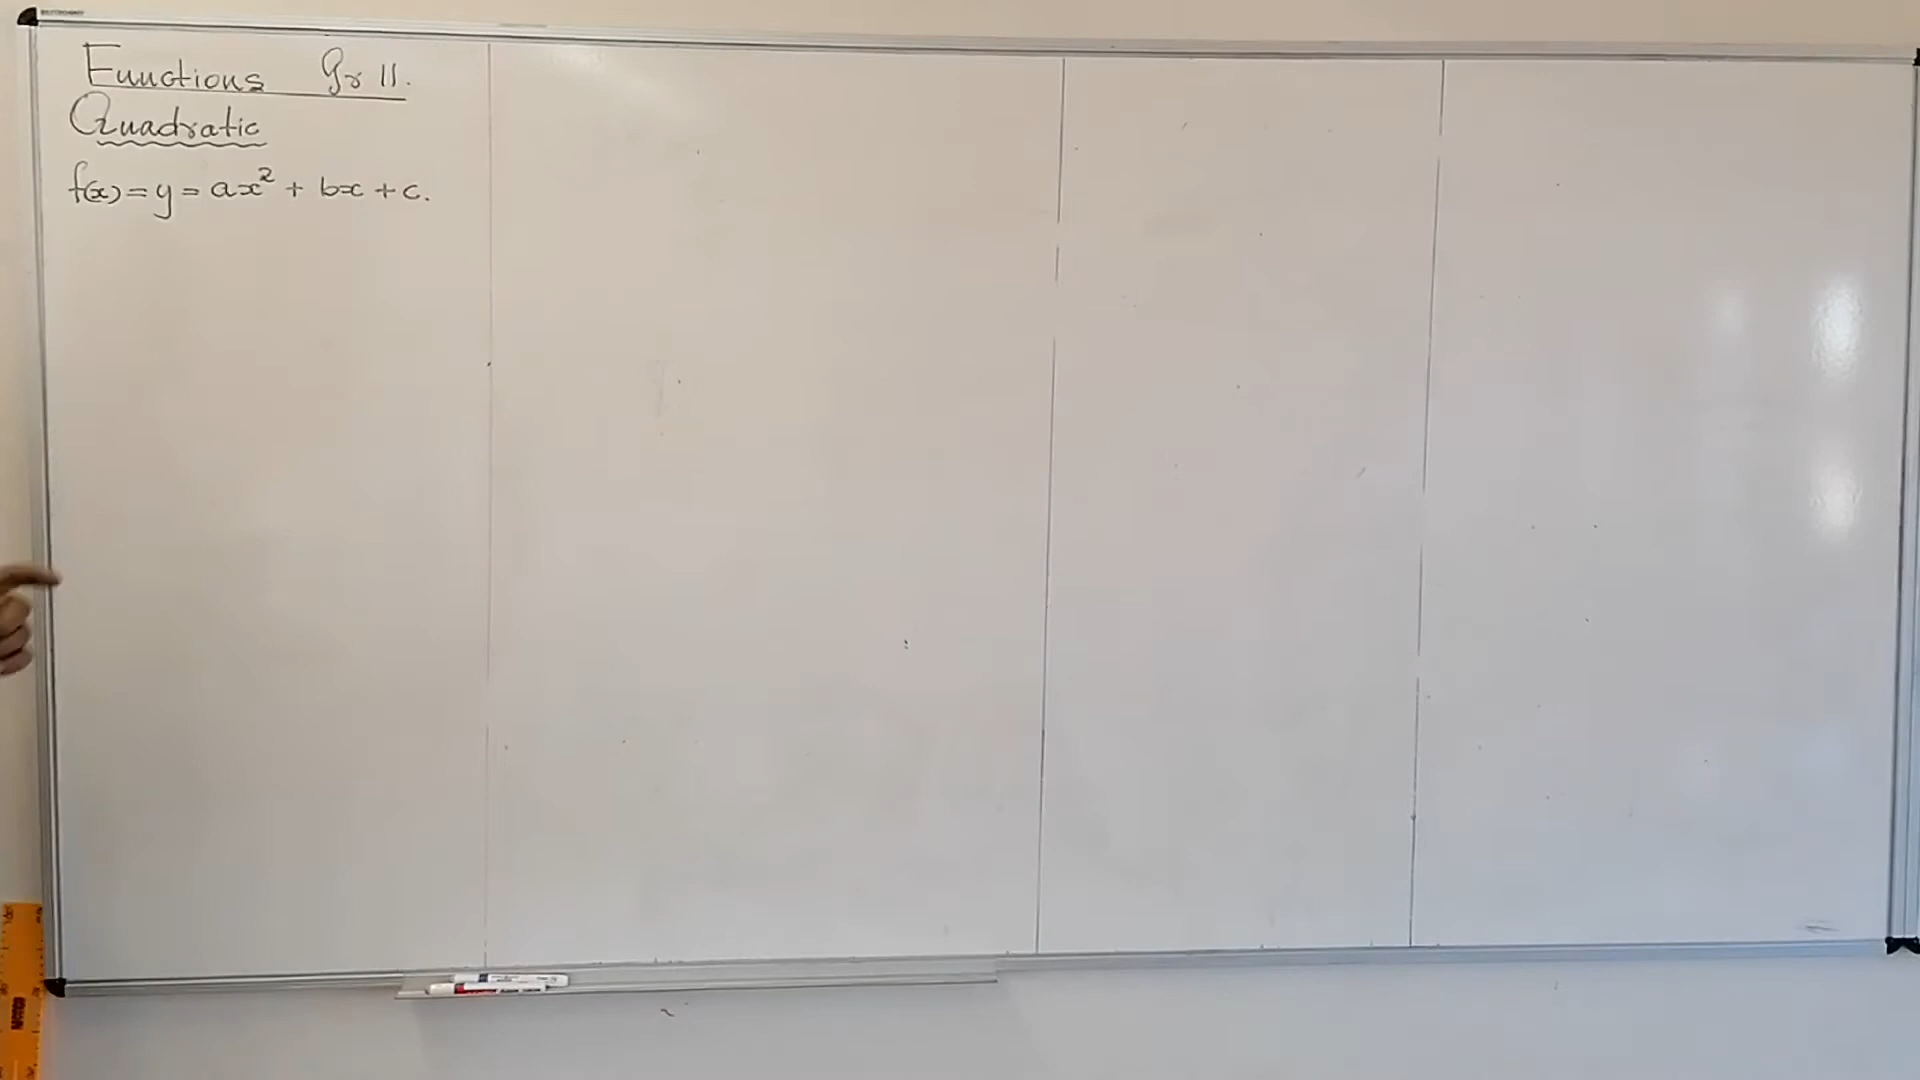 Functions Gr 11.
Quadratic
f(x) = y = ax² + bx + c.